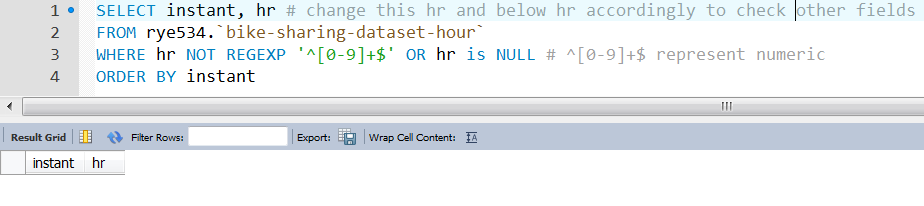 1 SELECT instant, hr # change this hr and below hr accordingly to check other fields
2 FROM rye534.`bike-sharing-dataset-hour`
3 WHERE hr NOT REGEXP '^[0-9]+$' OR hr is NULL # ^[0-9]+$ represent numeric
4 ORDER BY instant
Result Grid Filter Rows: Export: Wrap Cell Content: IA
instant hr